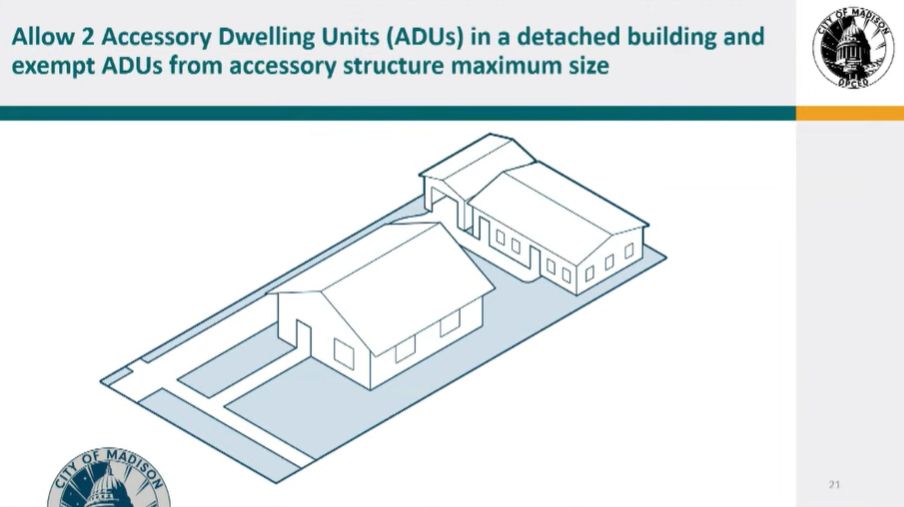 Allow 2 Accessory Dwelling Units (ADUs) in a detached building and
exempt ADUs from accessory structure maximum size
CITY OF MADISON
DPCED
CITY OF MADISON
21